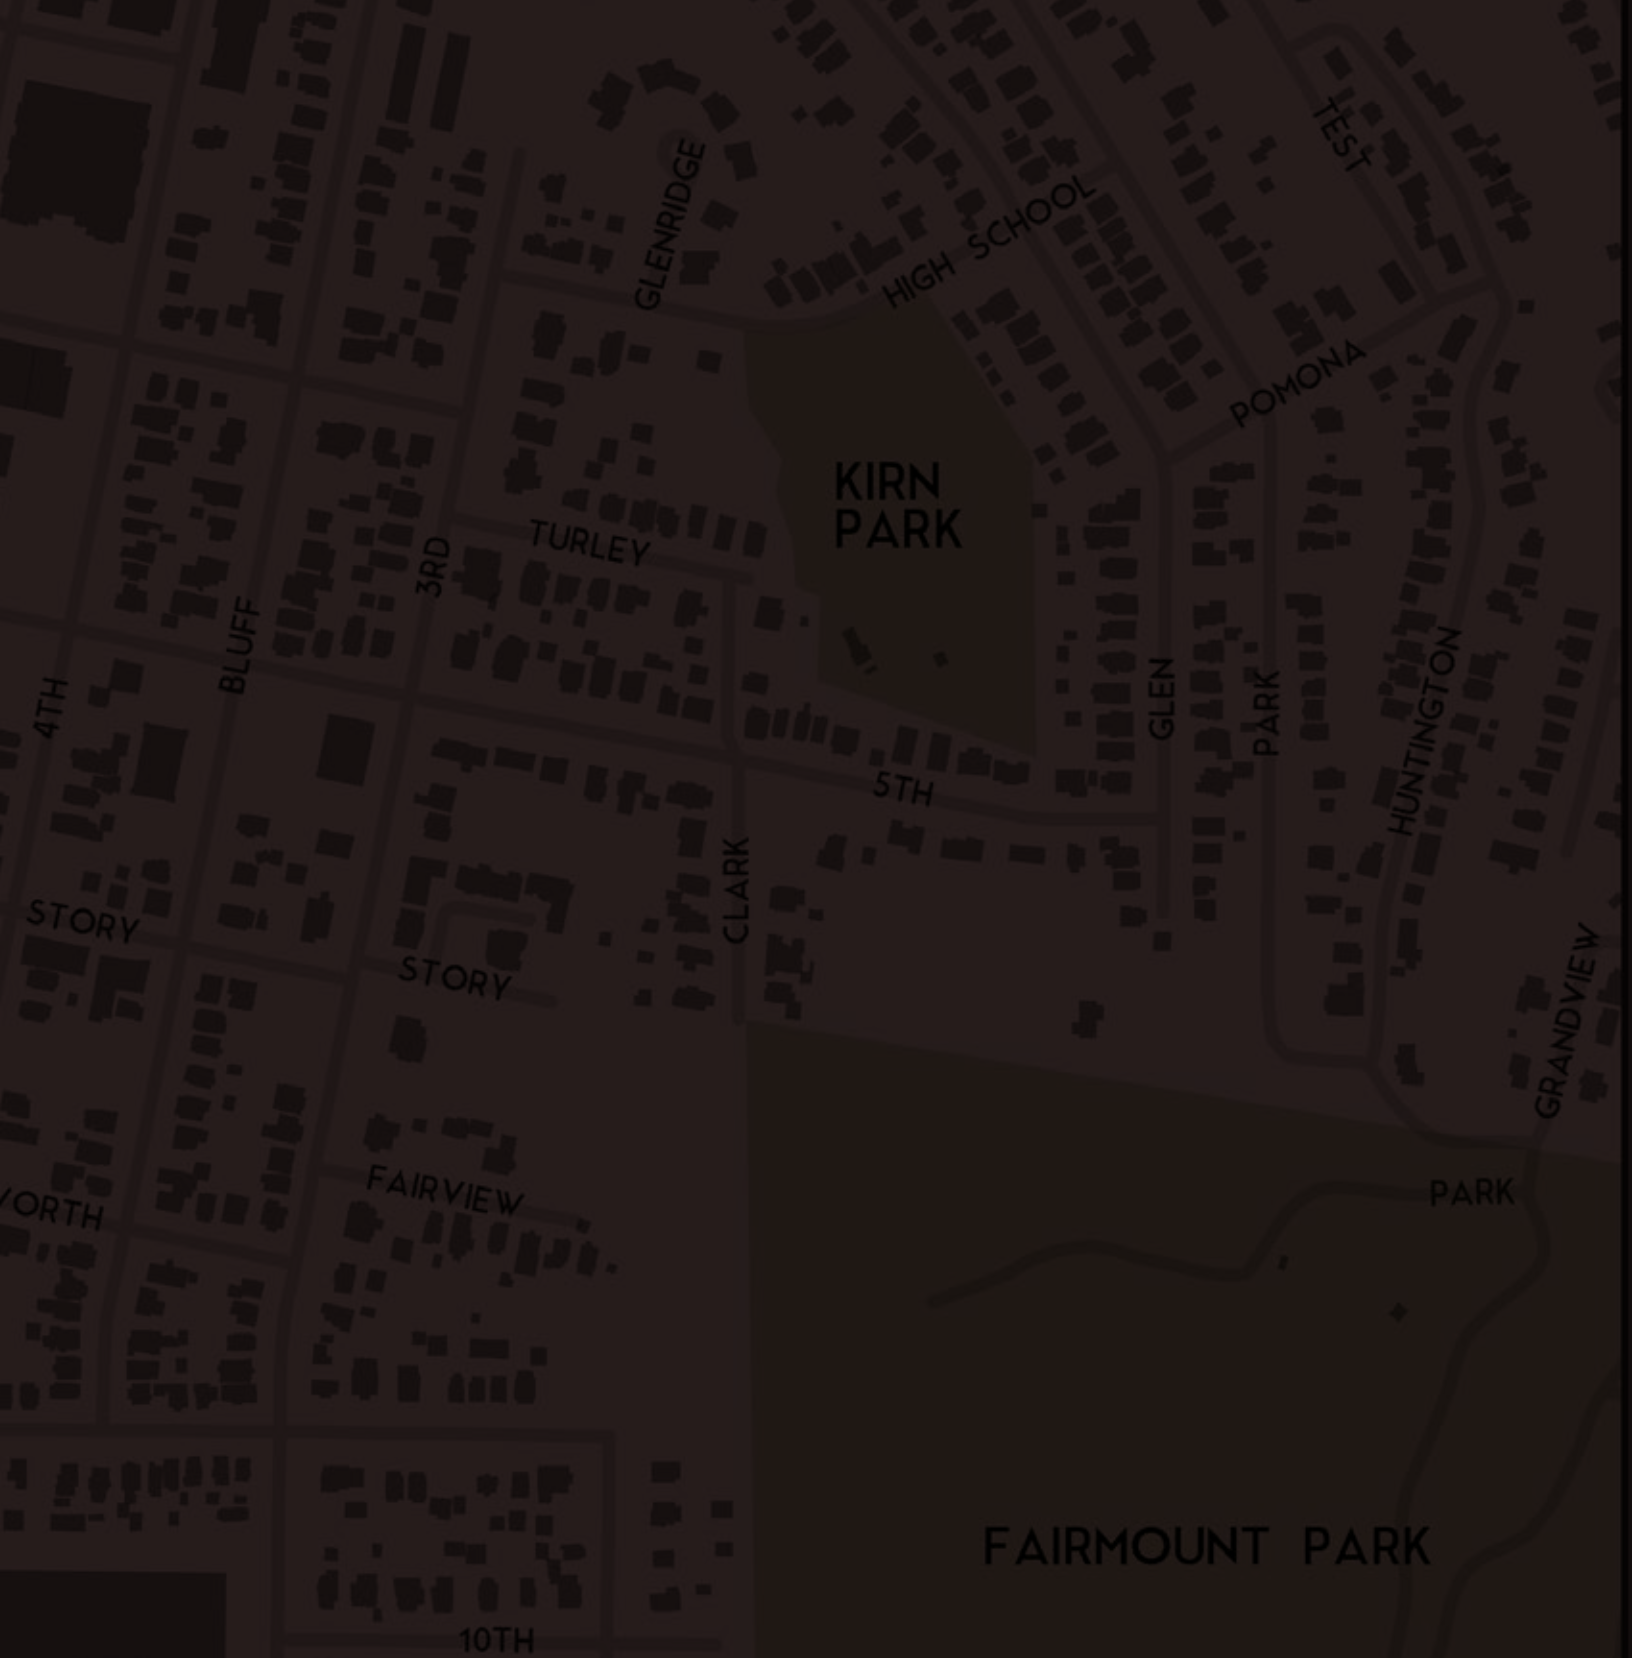 TEST
GLENRIDGE
HIGH SCHOOL
POMONA
KIRN
PARK
TURLEY
3RD
BLUFF
4TH
GLEN
PARK
HUNTINGTON
5TH
CLARK
STORY
STORY
GRANDVIEW
FAIRVIEW
PARK
FAIRMOUNT PARK
10TH